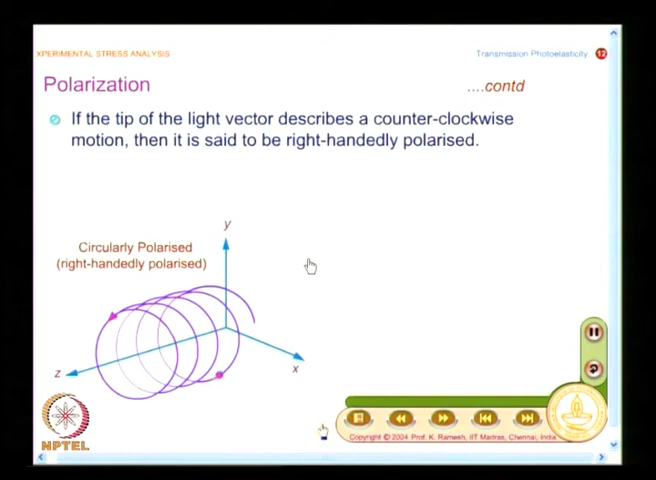 XPERIMENTAL STRESS ANALYSIS
Transmission Photoelasticity 12
Polarization
....contd
If the tip of the light vector describes a counter-clockwise
motion, then it is said to be right-handedly polarised.
y
Circularly Polarised
(right-handedly polarised)
x
z
NPTEL
Copyright © 2004 Prof. K. Ramesh, IIT Madras, Chennai, India